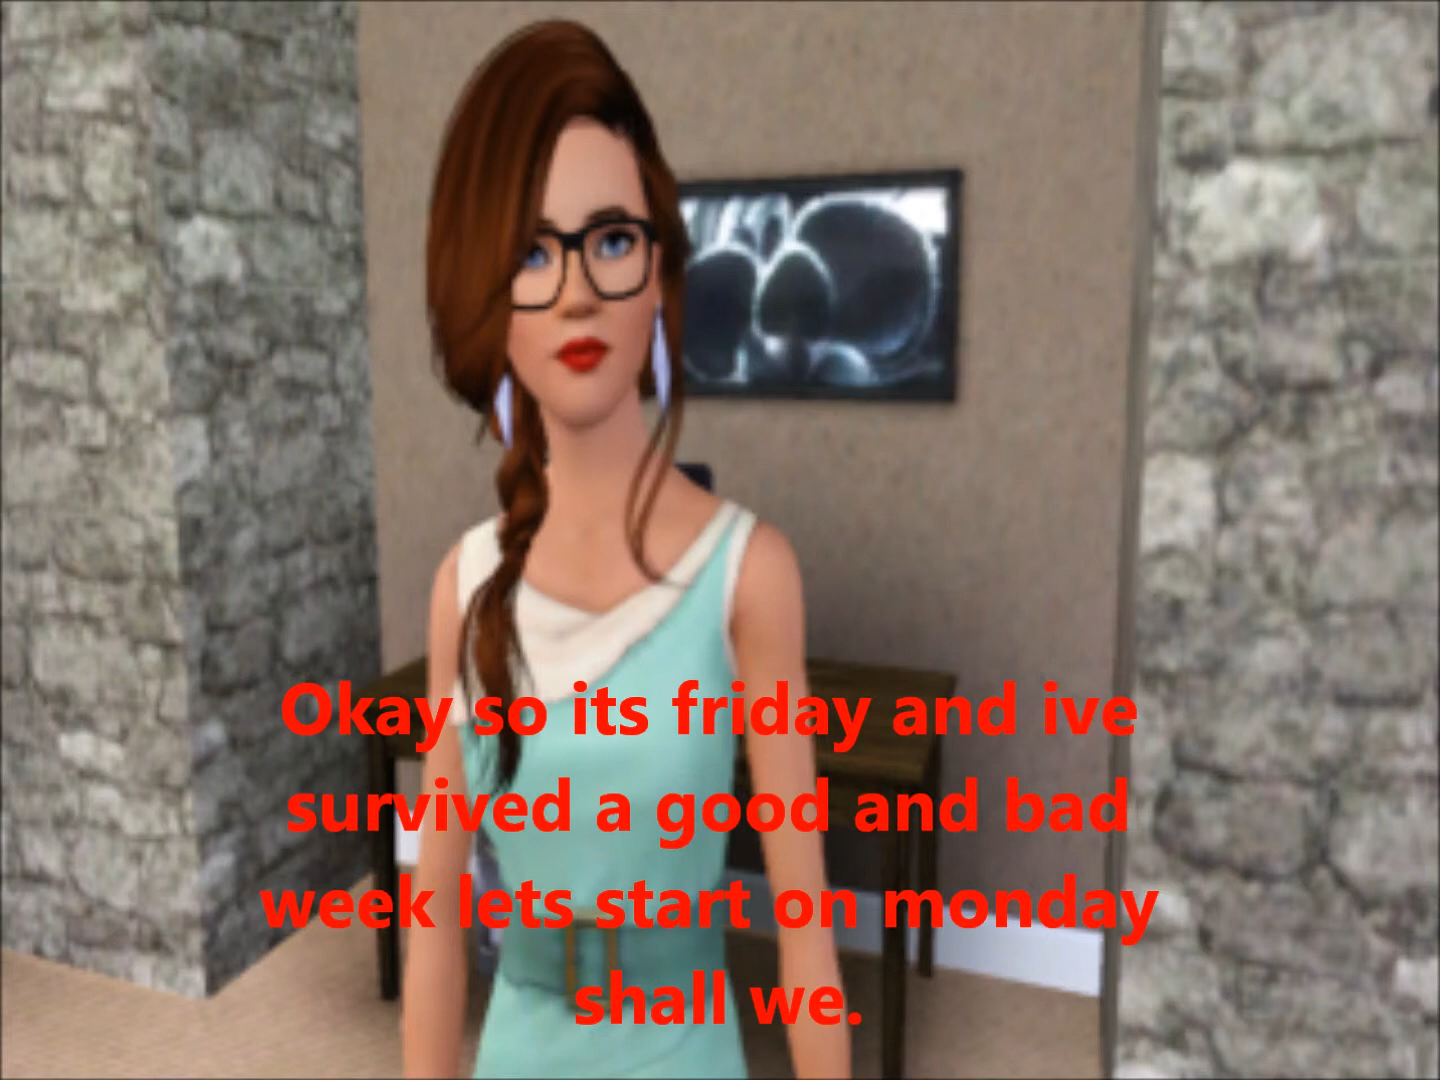 Okay so its friday and ive
survived a good and bad
week lets start on monday
shall we.